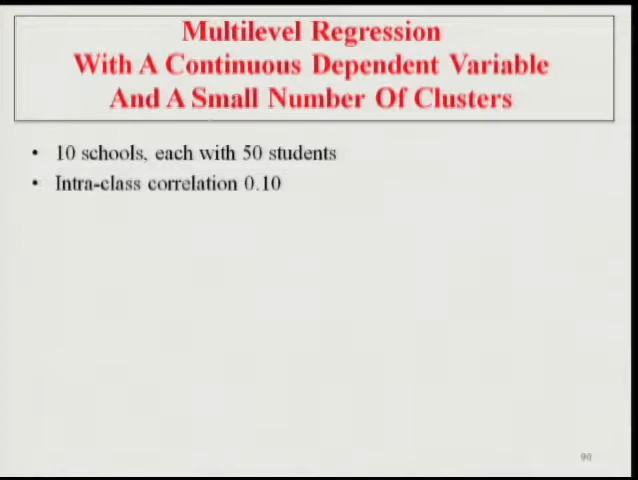 Multilevel Regression
With A Continuous Dependent Variable
And A Small Number Of Clusters
• 10 schools, each with 50 students
• Intra-class correlation 0.10
90